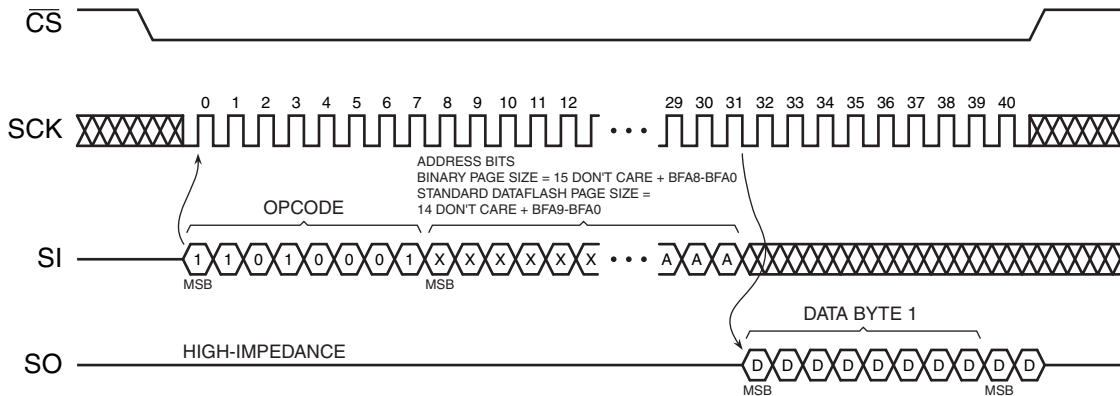 CS
SCK
0 1 2 3 4 5 6 7 8 9 10 11 12 29 30 31 32 33 34 35 36 37 38 39 40
ADDRESS BITS
BINARY PAGE SIZE = 15 DON'T CARE + BFA8-BFA0
STANDARD DATAFLASH PAGE SIZE =
14 DON'T CARE + BFA9-BFA0
OPCODE
SI
1 1 0 1 0 0 0 1 X X X X X X A A A
MSB MSB
DATA BYTE 1
SO
HIGH-IMPEDANCE
D D D D D D D D D D
MSB MSB